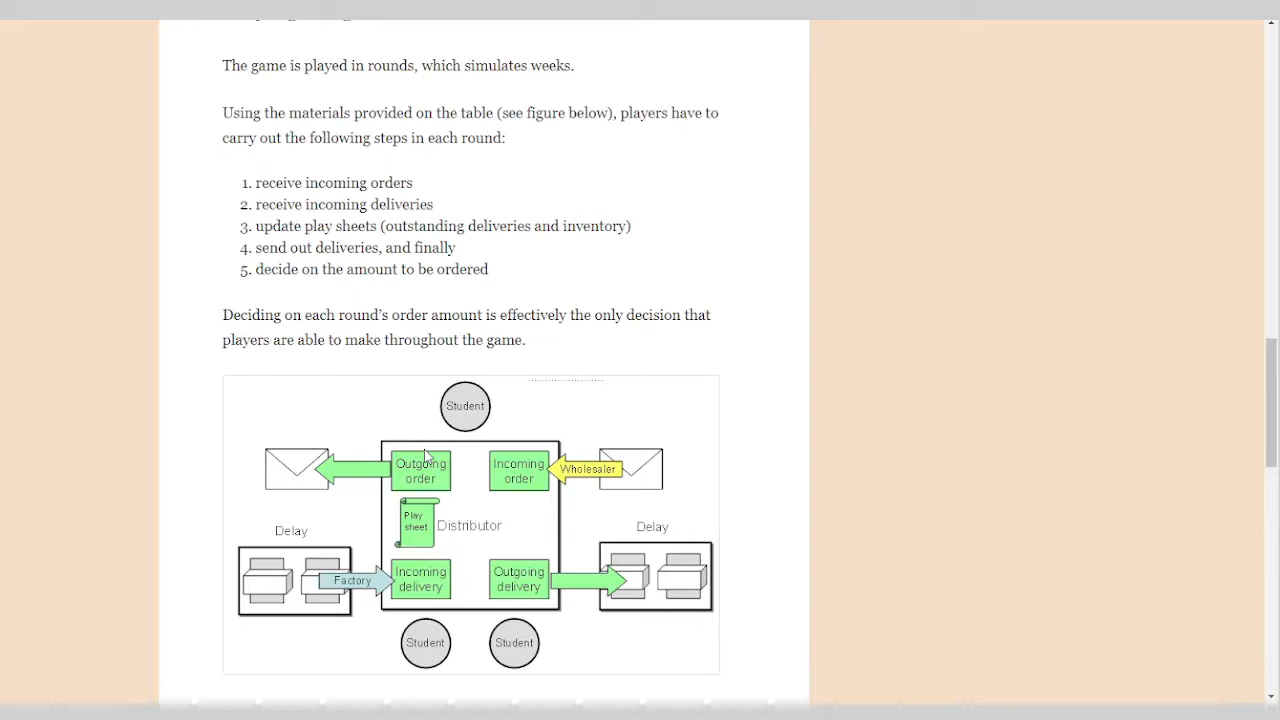 The game is played in rounds, which simulates weeks.
Using the materials provided on the table (see figure below), players have to
carry out the following steps in each round:
1. receive incoming orders
2. receive incoming deliveries
3. update play sheets (outstanding deliveries and inventory)
4. send out deliveries, and finally
5. decide on the amount to be ordered
Deciding on each round's order amount is effectively the only decision that
players are able to make throughout the game.
Student
Outgoing
order
Incoming
order
Wholesaler
Play
sheet
Distributor
Delay
Delay
Factory
Incoming
delivery
Outgoing
delivery
Student
Student